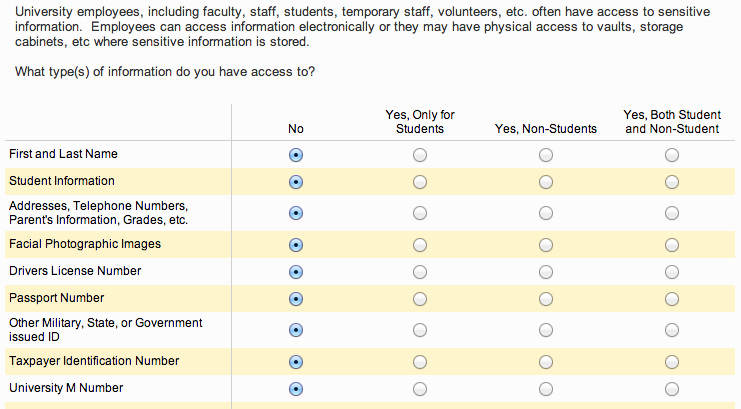 University employees, including faculty, staff, students, temporary staff, volunteers, etc. often have access to sensitive
information.  Employees can access information electronically or they may have physical access to vaults, storage
cabinets, etc where sensitive information is stored.
What type(s) of information do you have access to?
No
Yes, Only for
Students
Yes, Non-Students
Yes, Both Student
and Non-Student
First and Last Name
Student Information
Addresses, Telephone Numbers,
Parent's Information, Grades, etc.
Facial Photographic Images
Drivers License Number
Passport Number
Other Military, State, or Government
issued ID
Taxpayer Identification Number
University M Number